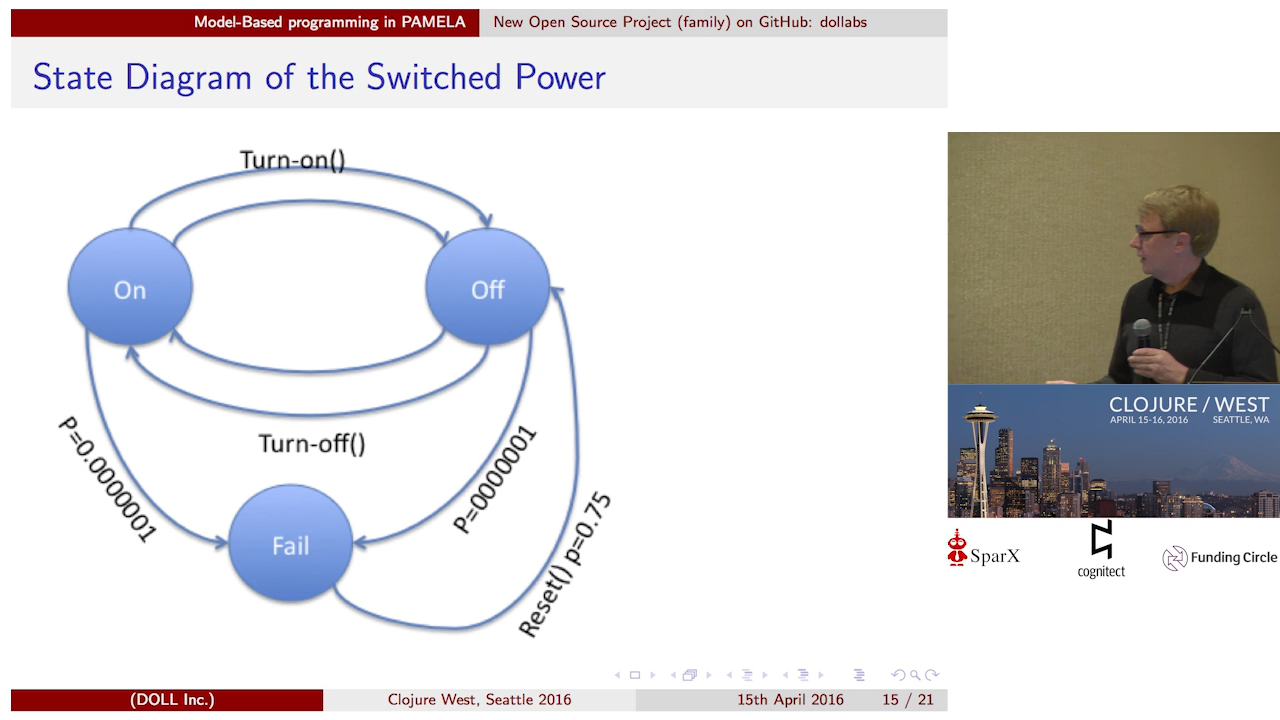 Model-Based programming in PAMELA
New Open Source Project (family) on GitHub: dollabs
State Diagram of the Switched Power
Turn-on()
On
Off
Turn-off()
P=0.0000001
P=0000001
Fail
Reset() p=0.75
(DOLL Inc.)
Clojure West, Seattle 2016
15th April 2016
15 / 21
CLOJURE / WEST
APRIL 15-16, 2016
SEATTLE, WA
SparX
cognitect
Funding Circle